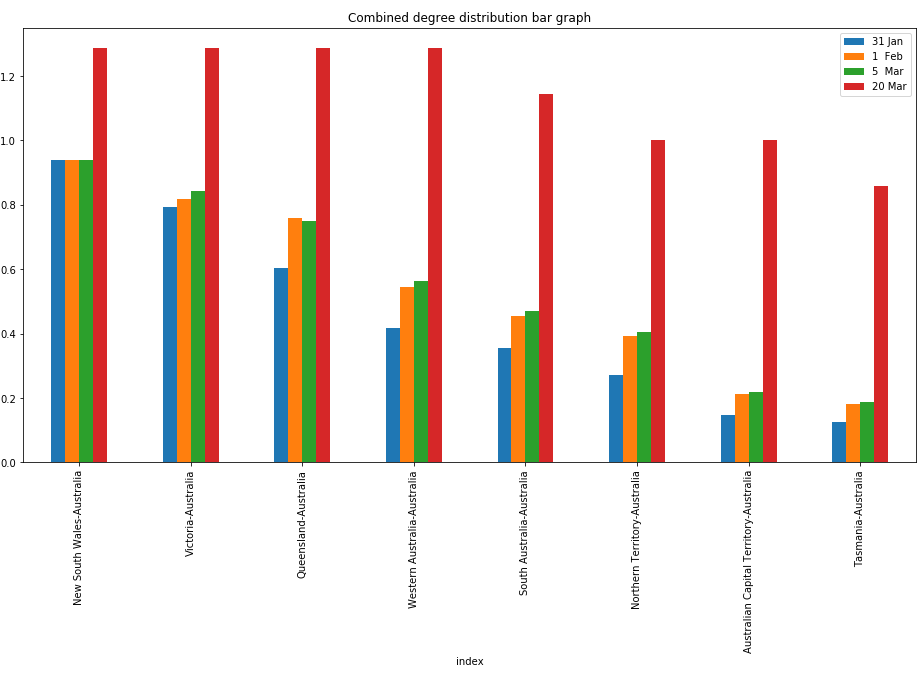 Combined degree distribution bar graph
31 Jan
1  Feb
5  Mar
20 Mar
1.2
1.0
0.8
0.6
0.4
0.2
0.0
New South Wales-Australia
Victoria-Australia
Queensland-Australia
Western Australia-Australia
South Australia-Australia
Northern Territory-Australia
Australian Capital Territory-Australia
Tasmania-Australia
index